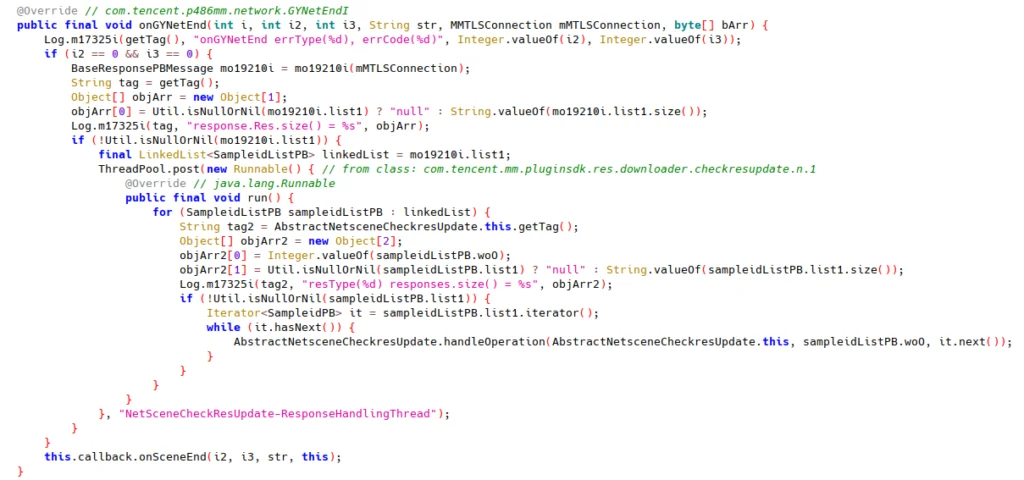 @Override // com.tencent.p486mm.network.GYNetEndI
public final void onGYNetEnd(int i, int i2, int i3, String str, MMTLSConnection mMTLSConnection, byte[] bArr) {
    Log.m17325i(getTag(), "onGYNetEnd errType(%d), errCode(%d)", Integer.valueOf(i2), Integer.valueOf(i3));
    if (i2 == 0 && i3 == 0) {
        BaseResponsePBMessage mo19210i = mo19210i(mMTLSConnection);
        String tag = getTag();
        Object[] objArr = new Object[1];
        objArr[0] = Util.isNullOrNil(mo19210i.list1) ? "null" : String.valueOf(mo19210i.list1.size());
        Log.m17325i(tag, "response.Res.size() = %s", objArr);
        if (!Util.isNullOrNil(mo19210i.list1)) {
            final LinkedList<SampleidListPB> linkedList = mo19210i.list1;
            ThreadPool.post(new Runnable() { // from class: com.tencent.mm.pluginsdk.res.downloader.checkresupdate.n.1
                @Override // java.lang.Runnable
                public final void run() {
                    for (SampleidListPB sampleidListPB : linkedList) {
                        String tag2 = AbstractNetsceneCheckresUpdate.this.getTag();
                        Object[] objArr2 = new Object[2];
                        objArr2[0] = Integer.valueOf(sampleidListPB.woO);
                        objArr2[1] = Util.isNullOrNil(sampleidListPB.list1) ? "null" : String.valueOf(sampleidListPB.list1.size());
                        Log.m17325i(tag2, "resType(%d) responses.size() = %s", objArr2);
                        if (!Util.isNullOrNil(sampleidListPB.list1)) {
                            Iterator<SampleidPB> it = sampleidListPB.list1.iterator();
                            while (it.hasNext()) {
                                AbstractNetsceneCheckresUpdate.handleOperation(AbstractNetsceneCheckresUpdate.this, sampleidListPB.woO, it.next());
                            }
                        }
                    }
                }
            }, "NetSceneCheckResUpdate-ResponseHandlingThread");
        }
    }
    this.callback.onSceneEnd(i2, i3, str, this);
}